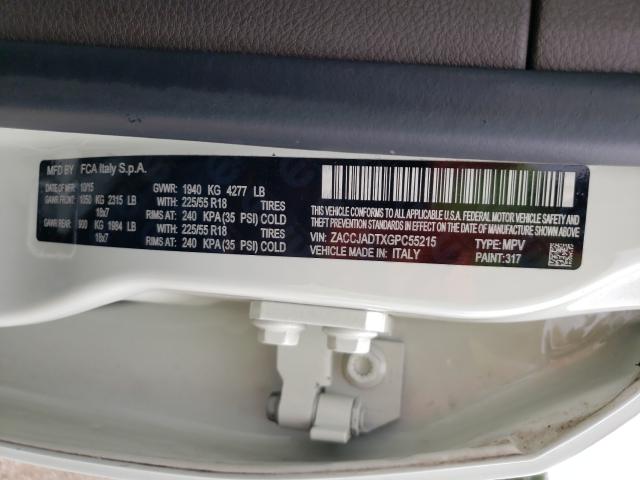 MFD BY FCA Italy S.p.A.
DATE OF MFR: 10/15 GVWR: 1940 KG 4277 LB
GAWR FRONT: 1050 KG 2315 LB WITH: 225/55 R18 TIRES
18x7 RIMS AT: 240 KPA(35 PSI) COLD
GAWR REAR: 900 KG 1984 LB WITH: 225/55 R18 TIRES
18x7 RIMS AT: 240 KPA(35 PSI) COLD
THIS VEHICLE CONFORMS TO ALL APPLICABLE U.S.A. FEDERAL MOTOR VEHICLE SAFETY, BUMPER, AND
THEFT PREVENTION STANDARDS IN EFFECT ON THE DATE OF MANUFACTURE SHOWN ABOVE.
VIN: ZACCJADTXGPC55215 TYPE: MPV
VEHICLE MADE IN: ITALY PAINT: 317